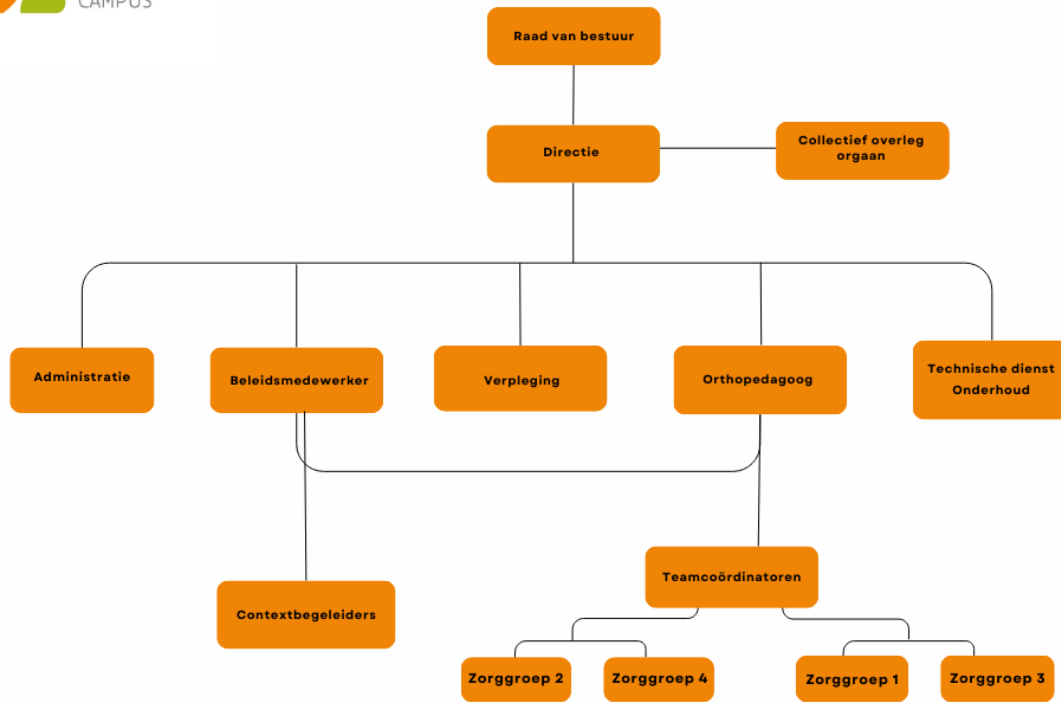 CAMPUS
Raad van bestuur
Directie
Collectief overleg
orgaan
Administratie
Beleidsmedewerker
Verpleging
Orthopedagoog
Technische dienst
Onderhoud
Teamcoördinatoren
Contextbegeleiders
Zorggroep 2
Zorggroep 4
Zorggroep 1
Zorggroep 3